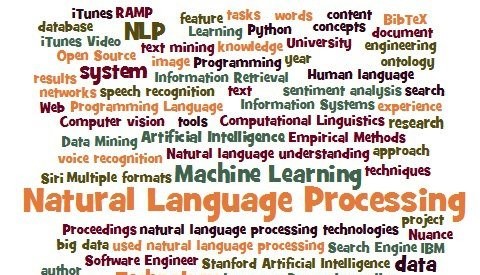 iTunes RAMP feature tasks words content BibTeX
database NLP Learning Python concepts document
iTunes Video text mining knowledge University engineering
Open Source image Programming year ontology
results system Information Retrieval Human language
networks speech recognition text sentiment analysis search
Web Programming Language Information Systems experience
Computer vision tools Computational Linguistics research
Data Mining Artificial Intelligence Empirical Methods
voice recognition Natural language understanding approach
Siri Multiple formats Machine Learning techniques
Natural Language Processing
project
Proceedings natural language processing technologies Nuance
big data used natural language processing Search Engine IBM
Software Engineer Stanford Artificial Intelligence data
author